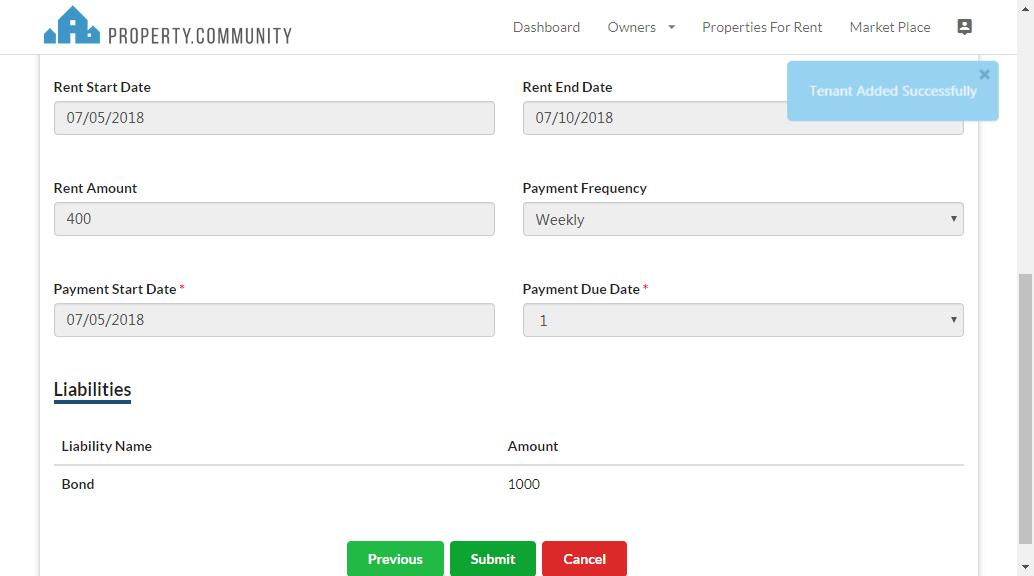 PROPERTY.COMMUNITY
Dashboard Owners Properties For Rent Market Place
Tenant Added Successfully
Rent Start Date Rent End Date
07/05/2018 07/10/2018
Rent Amount Payment Frequency
400 Weekly
Payment Start Date * Payment Due Date *
07/05/2018 1
Liabilities
Liability Name Amount
Bond 1000
Previous Submit Cancel